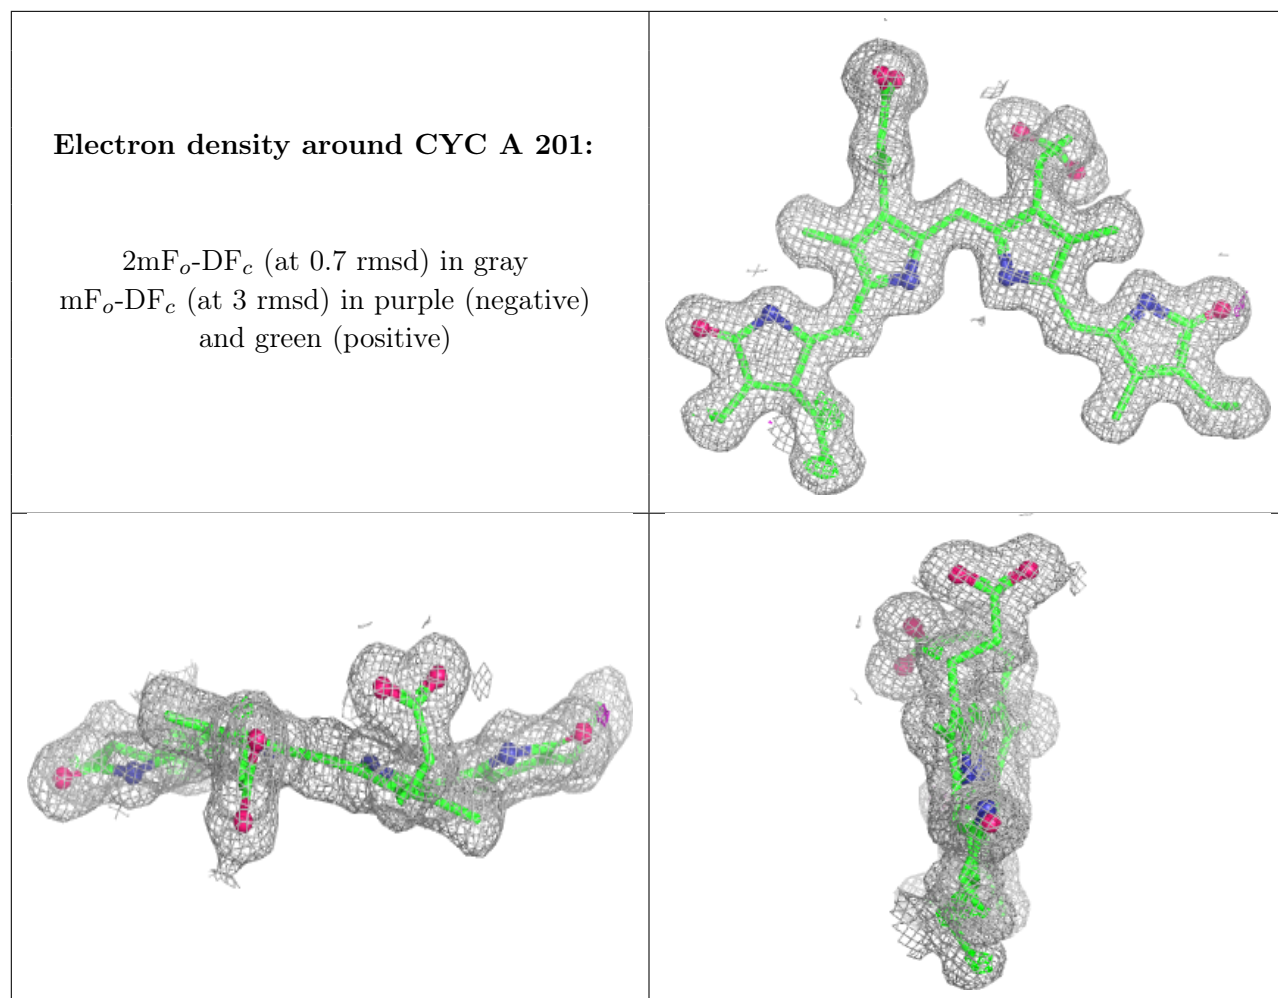 Electron density around CYC A 201:
2mFo-DFc (at 0.7 rmsd) in gray
mFo-DFc (at 3 rmsd) in purple (negative)
and green (positive)